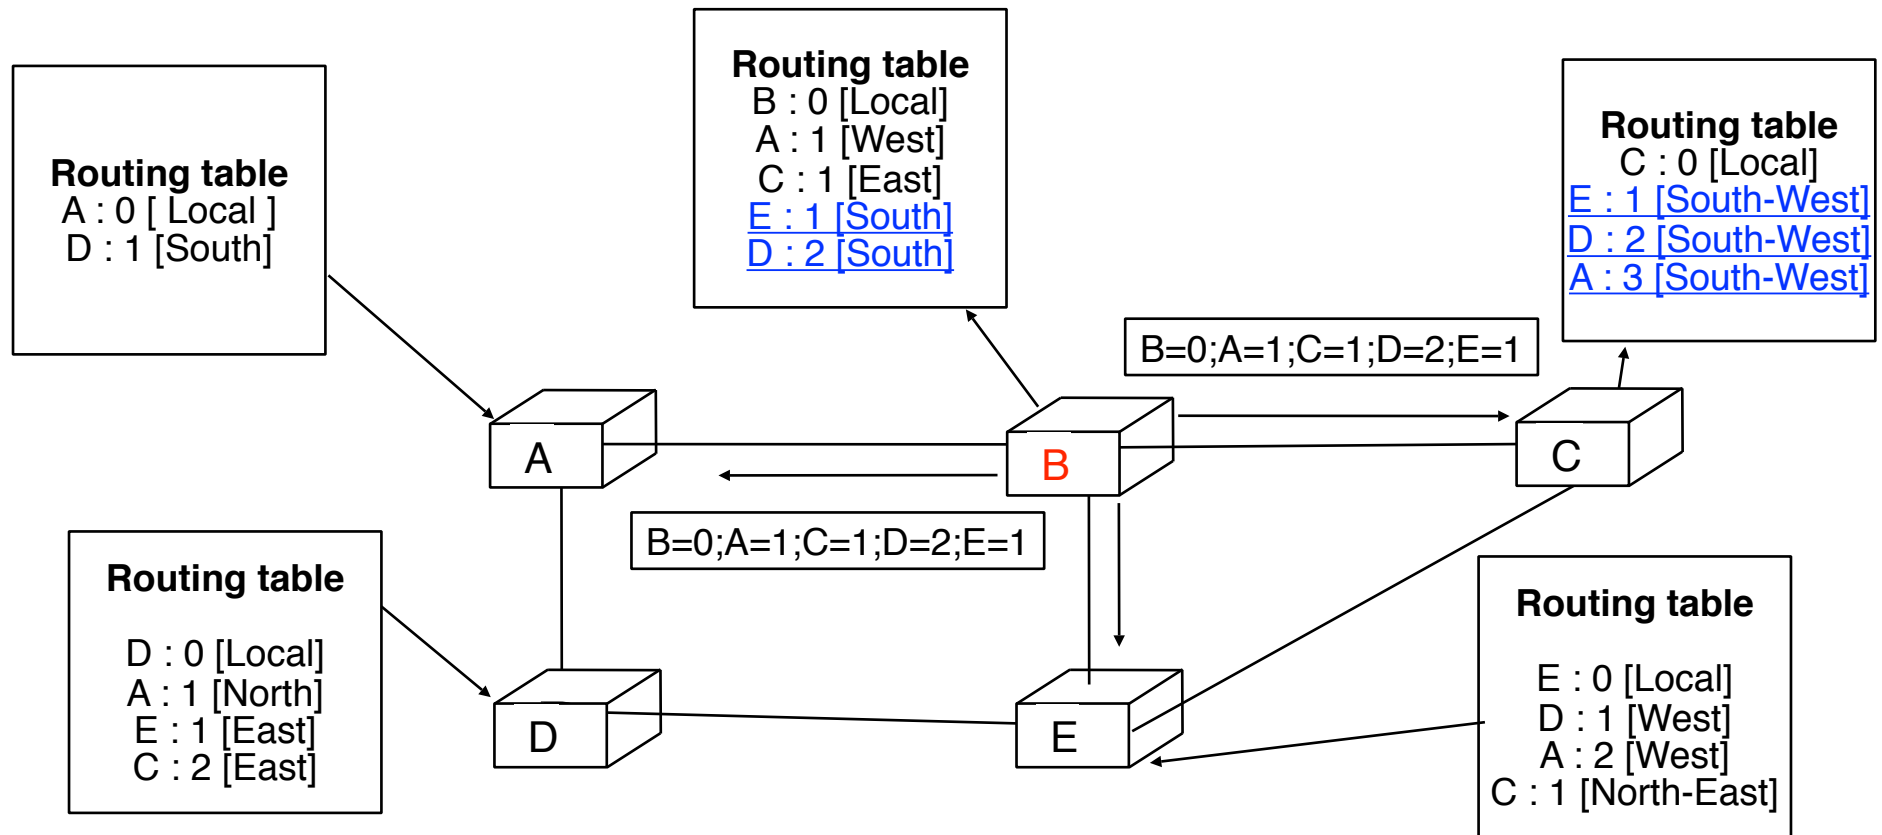 Routing table
A : 0 [ Local ]
D : 1 [South]
Routing table
B : 0 [Local]
A : 1 [West]
C : 1 [East]
E : 1 [South]
D : 2 [South]
Routing table
C : 0 [Local]
E : 1 [South-West]
D : 2 [South-West]
A : 3 [South-West]
B=0;A=1;C=1;D=2;E=1
A
B
C
B=0;A=1;C=1;D=2;E=1
Routing table
D : 0 [Local]
A : 1 [North]
E : 1 [East]
C : 2 [East]
D
E
Routing table
E : 0 [Local]
D : 1 [West]
A : 2 [West]
C : 1 [North-East]